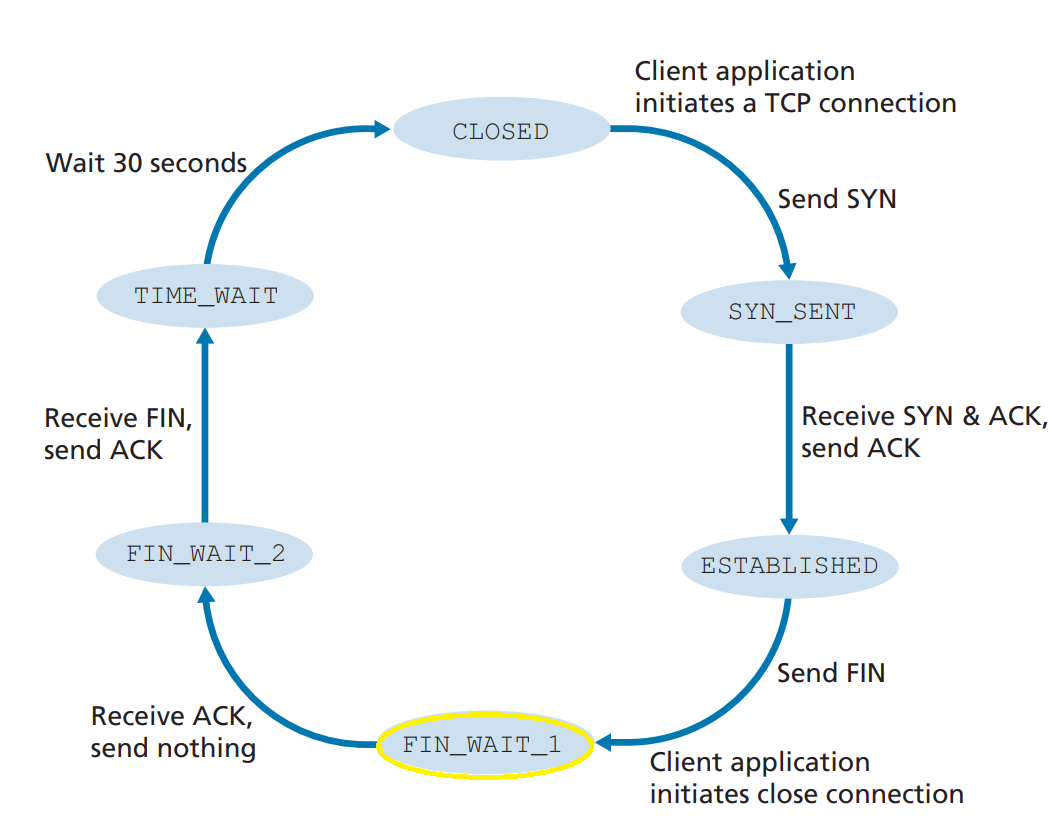 Client application
initiates a TCP connection
CLOSED
Wait 30 seconds
Send SYN
TIME_WAIT
SYN_SENT
Receive FIN,
send ACK
Receive SYN & ACK,
send ACK
FIN_WAIT_2
ESTABLISHED
Send FIN
Receive ACK,
send nothing
FIN_WAIT_1
Client application
initiates close connection